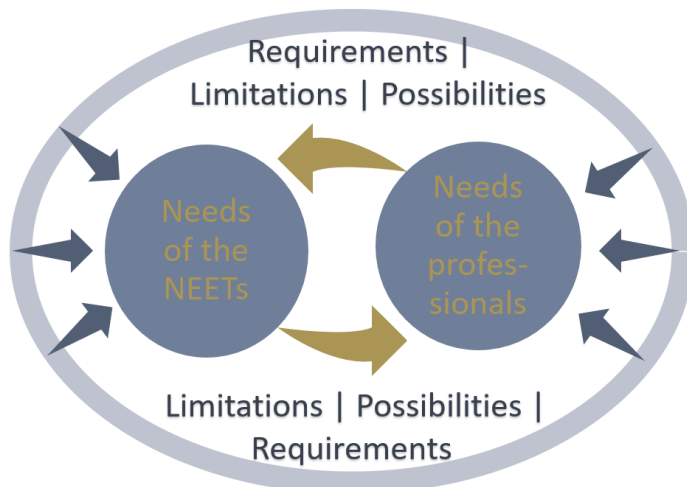 Requirements |
Limitations | Possibilities
Needs
of the
NEETs
Needs
of the
profes-
sionals
Limitations | Possibilities |
Requirements